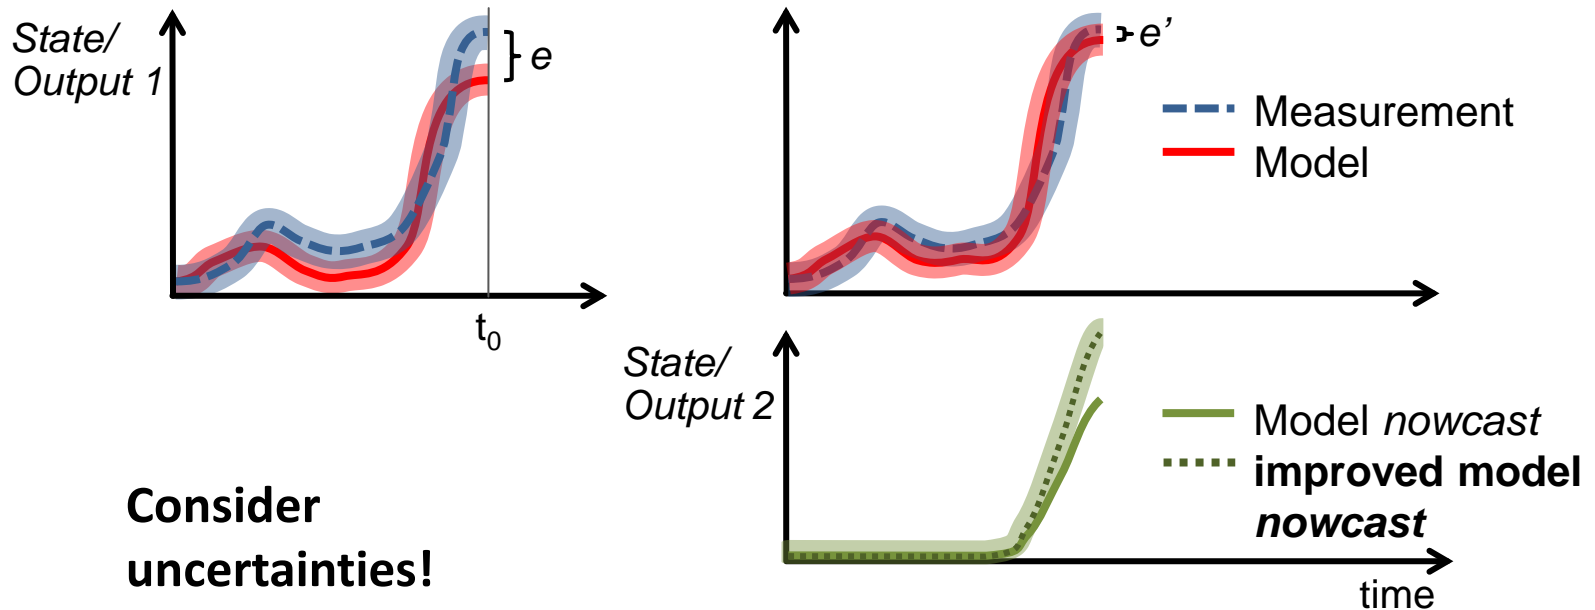 State/
Output 1
e
t₀
e’
Measurement
Model
State/
Output 2
Model nowcast
improved model
nowcast
time
Consider
uncertainties!